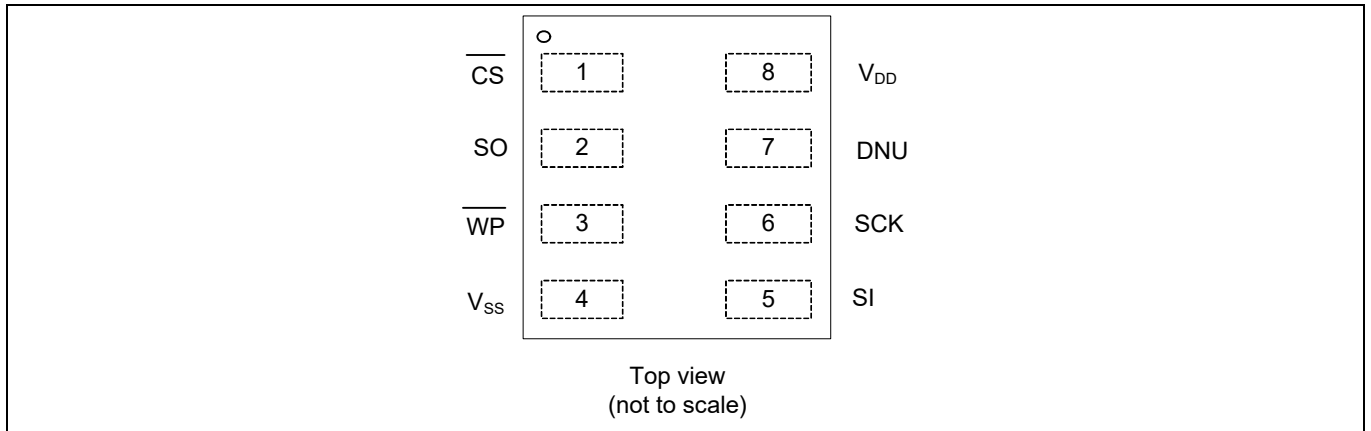 CS 1 8 VDD
SO 2 7 DNU
WP 3 6 SCK
VSS 4 5 SI
Top view
(not to scale)